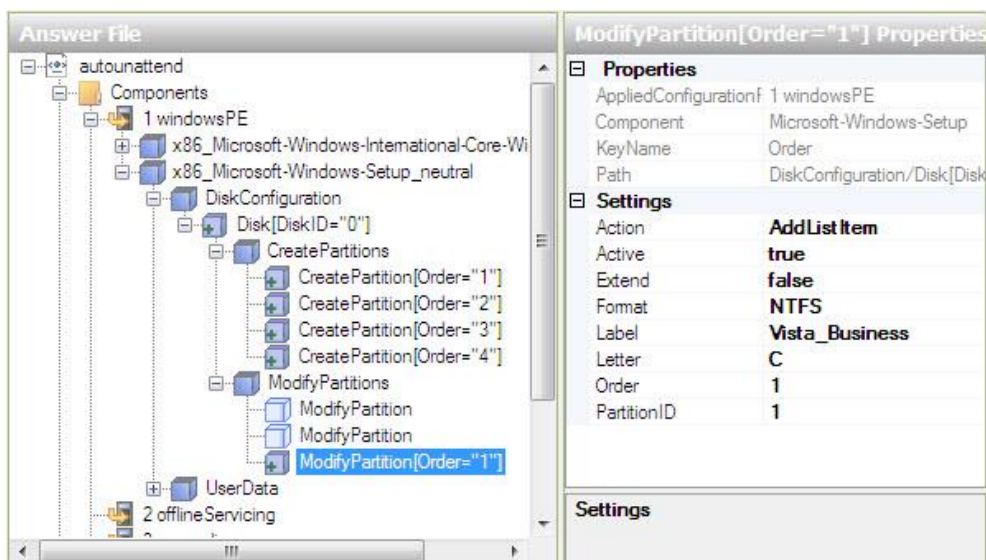 Answer File
autounattend
Components
1 windowsPE
x86_Microsoft-Windows-International-Core-Wi
x86_Microsoft-Windows-Setup_neutral
DiskConfiguration
Disk[DiskID="0"]
CreatePartitions
CreatePartition[Order="1"]
CreatePartition[Order="2"]
CreatePartition[Order="3"]
CreatePartition[Order="4"]
ModifyPartitions
ModifyPartition
ModifyPartition
ModifyPartition[Order="1"]
UserData
2 offlineServicing
ModifyPartition[Order="1"] Properties
Properties
AppliedConfigurationF 1 windowsPE
Component Microsoft-Windows-Setup
KeyName Order
Path DiskConfiguration/Disk[Disk
Settings
Action AddListItem
Active true
Extend false
Format NTFS
Label Vista_Business
Letter C
Order 1
PartitionID 1
Settings